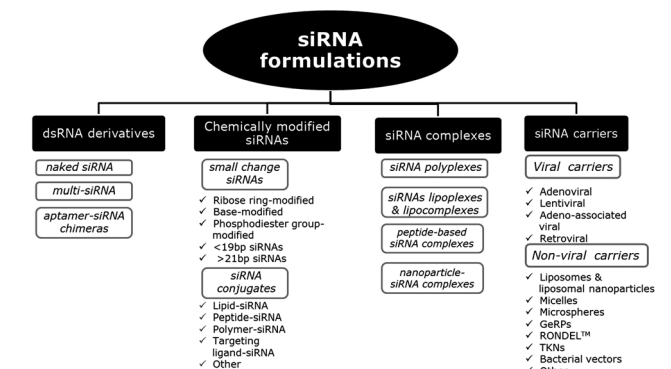 siRNA
formulations
dsRNA derivatives
naked siRNA
multi-siRNA
aptamer-siRNA
chimeras
Chemically modified
siRNAs
small change
siRNAs
✓ Ribose ring-modified
✓ Base-modified
✓ Phosphodiester group-
modified
✓ <19bp siRNAs
✓ >21bp siRNAs
siRNA
conjugates
✓ Lipid-siRNA
✓ Peptide-siRNA
✓ Polymer-siRNA
✓ Targeting
ligand-siRNA
✓ Other
siRNA complexes
siRNA polyplexes
siRNAs lipoplexes
& lipocomplexes
peptide-based
siRNA complexes
nanoparticle-
siRNA complexes
siRNA carriers
Viral carriers
✓ Adenoviral
✓ Lentiviral
✓ Adeno-associated
viral
✓ Retroviral
Non-viral carriers
✓ Liposomes &
liposomal nanoparticles
✓ Micelles
✓ Microspheres
✓ GeRPs
✓ RONDEL™
✓ TKNs
✓ Bacterial vectors